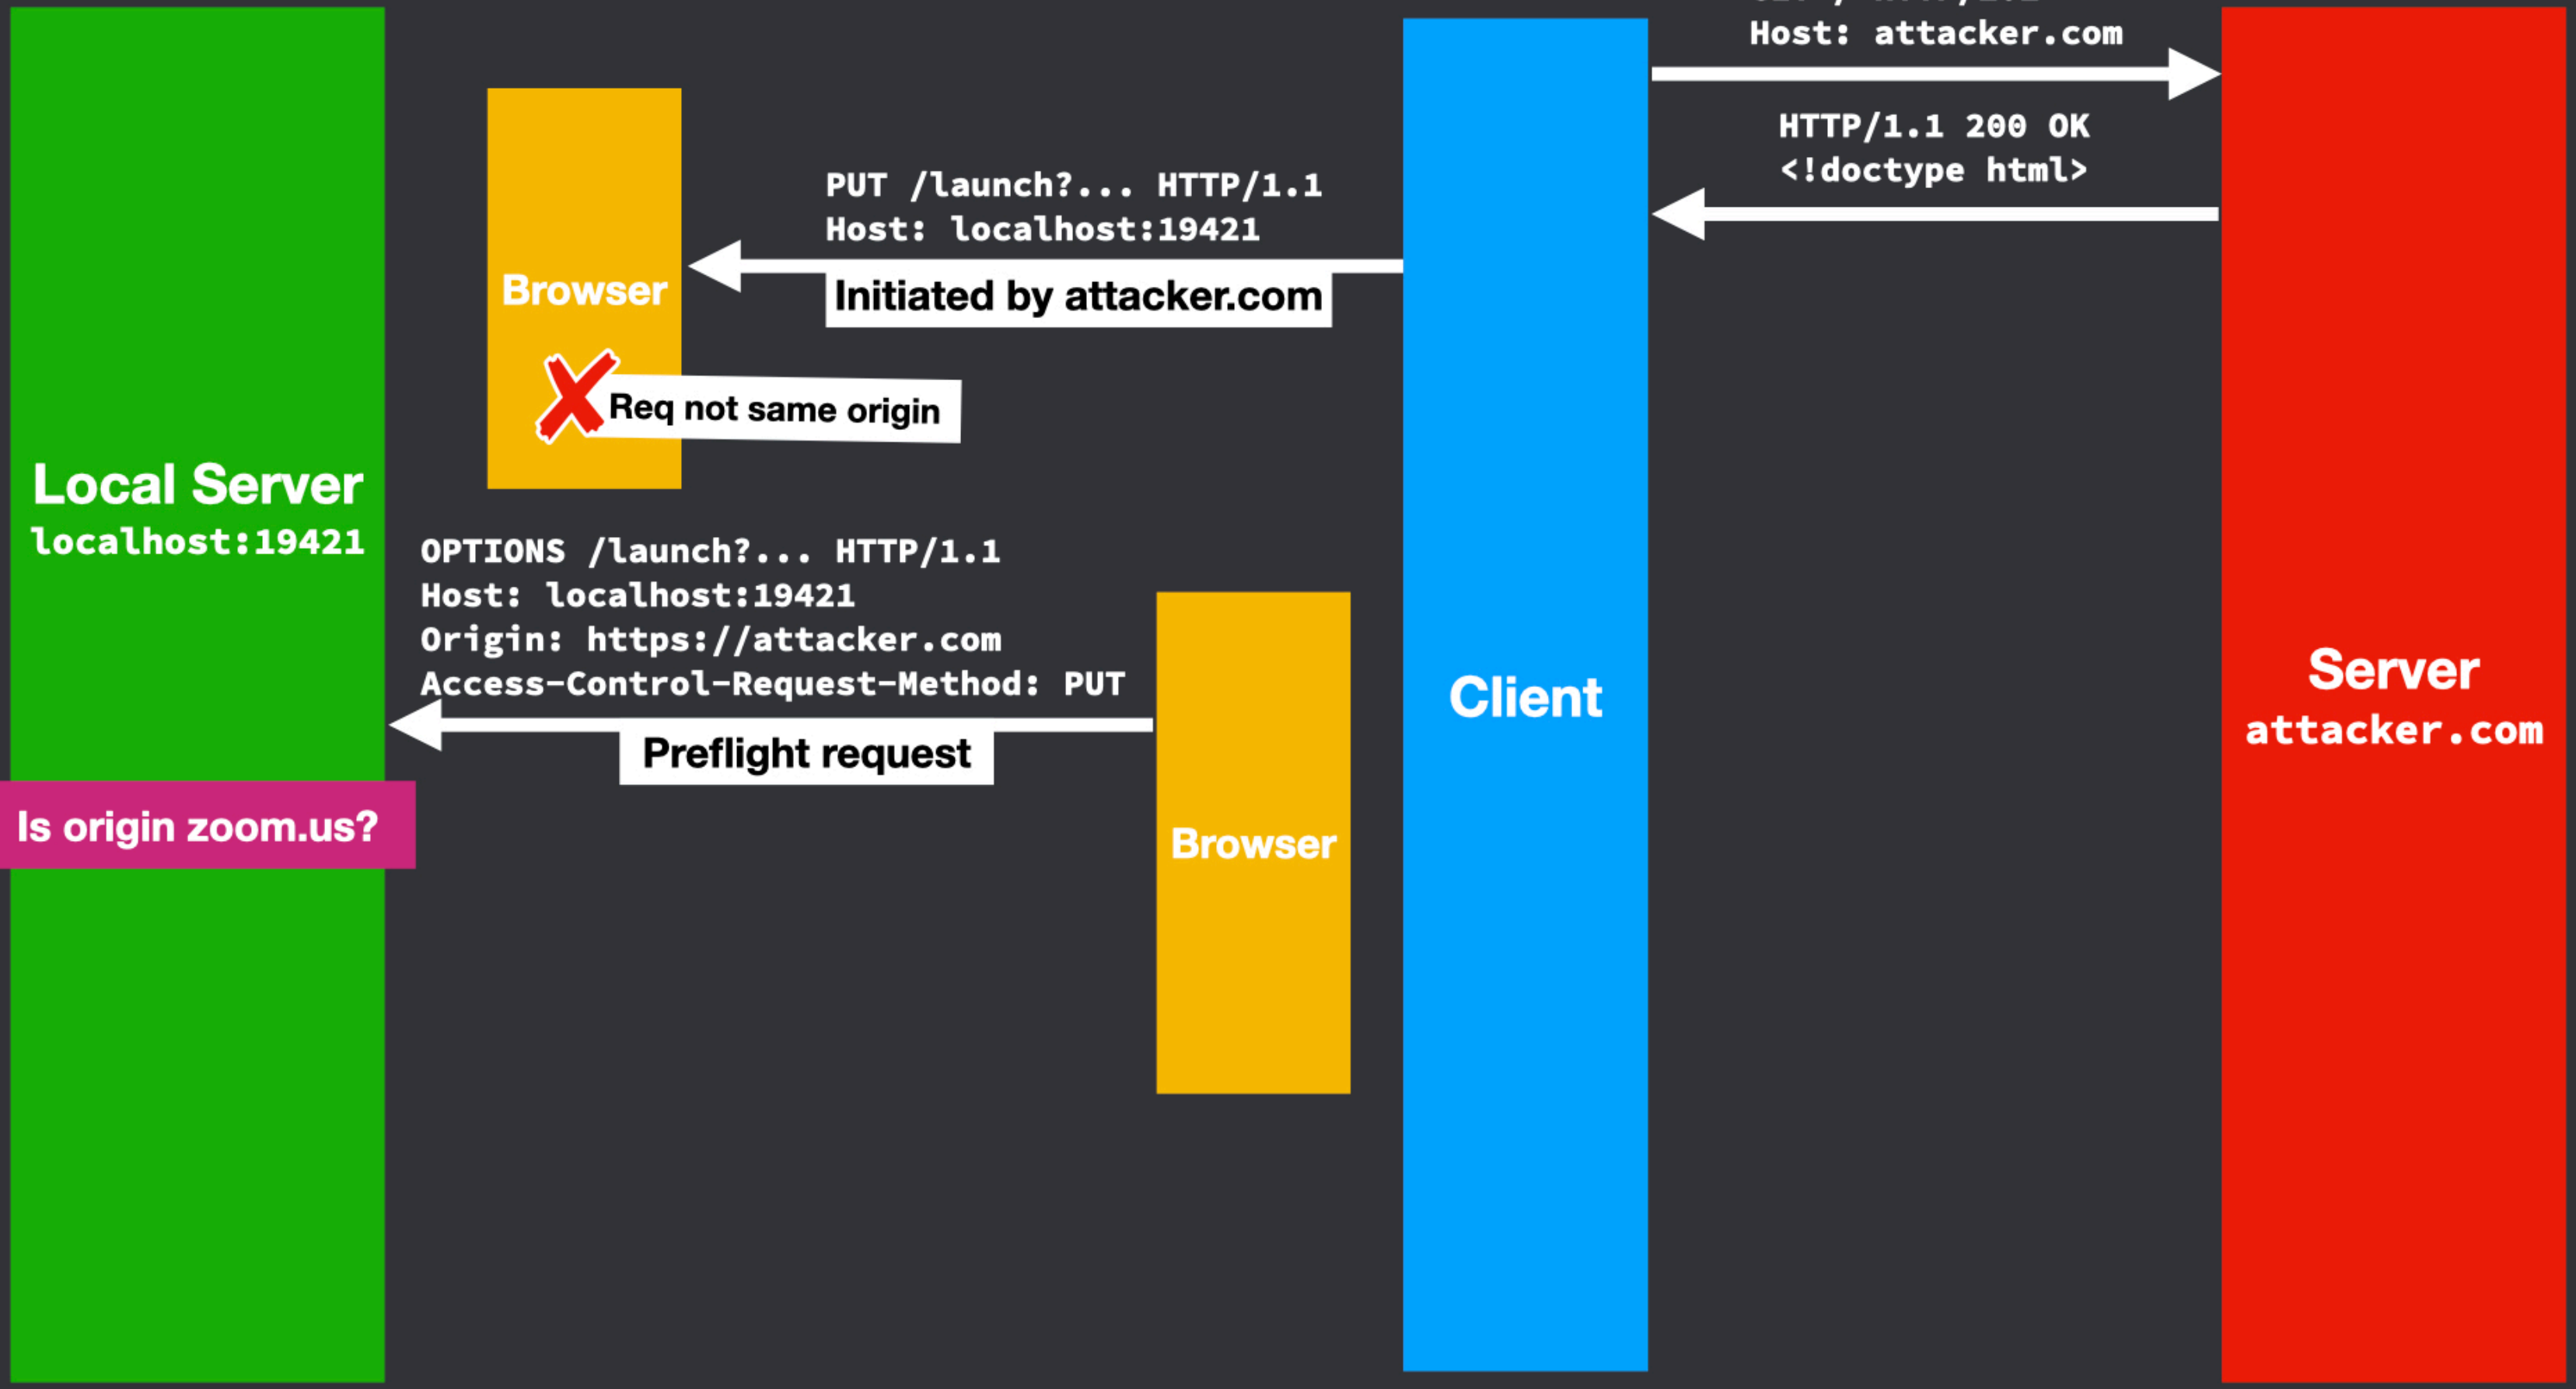 Host: attacker.com
HTTP/1.1 200 OK
<!doctype html>
PUT /launch?... HTTP/1.1
Host: localhost:19421
Initiated by attacker.com
Browser
Req not same origin
Local Server
localhost:19421
OPTIONS /launch?... HTTP/1.1
Host: localhost:19421
Origin: https://attacker.com
Access-Control-Request-Method: PUT
Preflight request
Is origin zoom.us?
Browser
Client
Server
attacker.com